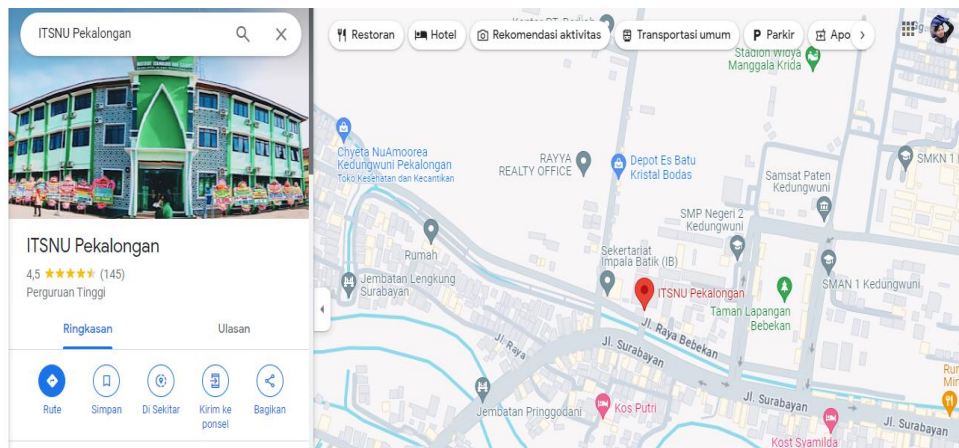 ITSNU Pekalongan
ITSNU Pekalongan
4,5 (145)
Perguruan Tinggi
Ringkasan
Ulasan
Rute
Simpan
Di Sekitar
Kirim ke
ponsel
Bagikan
Restoran
Hotel
Rekomendasi aktivitas
Transportasi umum
P Parkir
Apo
Stadion Widya
Manggala Krida
Chyeta NuAmoorea
Kedungwuni Pekalongan
Toko Kesehatan dan Kecantikan
RAYYA
REALTY OFFICE
Depot Es Batu
Kristal Bodas
Samsat Paten
Kedungwuni
SMKN 1
SMP Negeri 2
Kedungwuni
Rumah
Sekertariat
Impala Batik (IB)
Jembatan Lengkung
Surabayan
ITSNU Pekalongan
SMAN 1 Kedungwuni
Taman Lapangan
Bebekan
Jl. Raya Bebekan
Jl. Surabayan
Jl. Raya
Jembatan Pringgodani
Kos Putri
Jl. Surabayan
Kost Syamilda
Jl. Surabayan